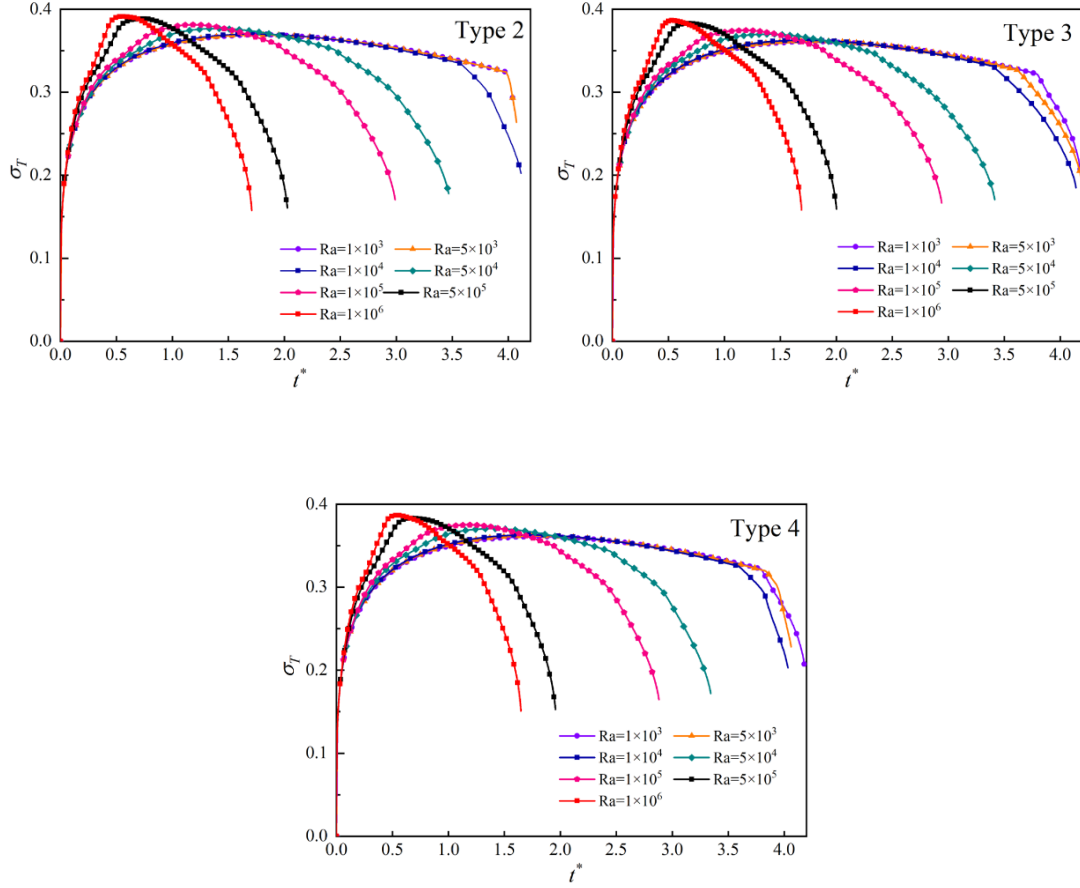 0.4
0.3
0.2
0.1
0.0
σT
Type 2
Ra=1×10³ Ra=5×10³
Ra=1×10⁴ Ra=5×10⁴
Ra=1×10⁵ Ra=5×10⁵
Ra=1×10⁶
0.0 0.5 1.0 1.5 2.0 2.5 3.0 3.5 4.0
t*
0.4
0.3
0.2
0.1
0.0
σT
Type 3
Ra=1×10³ Ra=5×10³
Ra=1×10⁴ Ra=5×10⁴
Ra=1×10⁵ Ra=5×10⁵
Ra=1×10⁶
0.0 0.5 1.0 1.5 2.0 2.5 3.0 3.5 4.0
t*
0.4
0.3
0.2
0.1
0.0
σT
Type 4
Ra=1×10³ Ra=5×10³
Ra=1×10⁴ Ra=5×10⁴
Ra=1×10⁵ Ra=5×10⁵
Ra=1×10⁶
0.0 0.5 1.0 1.5 2.0 2.5 3.0 3.5 4.0
t*